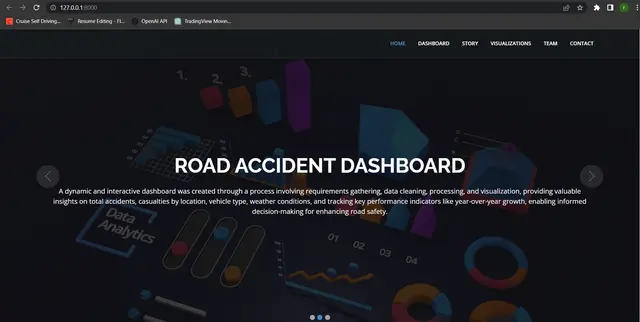 127.0.0.1:8000
Cruise Self Driving...
Resume Editing - Fl...
OpenAI API
TradingView Movin...
HOME DASHBOARD STORY VISUALIZATIONS TEAM CONTACT
1. 2. 3.
ROAD ACCIDENT DASHBOARD
A dynamic and interactive dashboard was created through a process involving requirements gathering, data cleaning, processing, and visualization, providing valuable
insights on total accidents, casualties by location, vehicle type, weather conditions, and tracking key performance indicators like year-over-year growth, enabling informed
decision-making for enhancing road safety.
Data
Analytics
01 02 03 04